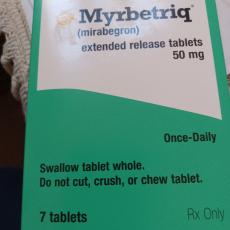 Myrbetriq®
(mirabegron)
extended release tablets
50 mg
Once-Daily
Swallow tablet whole.
Do not cut, crush, or chew tablet.
7 tablets
Rx Only